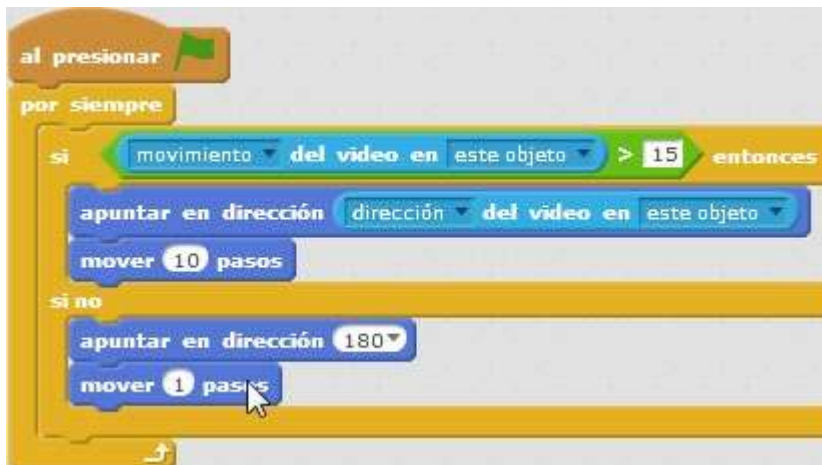 al presionar
por siempre
si movimiento del video en este objeto > 15 entonces
apuntar en dirección dirección del video en este objeto
mover 10 pasos
si no
apuntar en dirección 180
mover 1 pasos